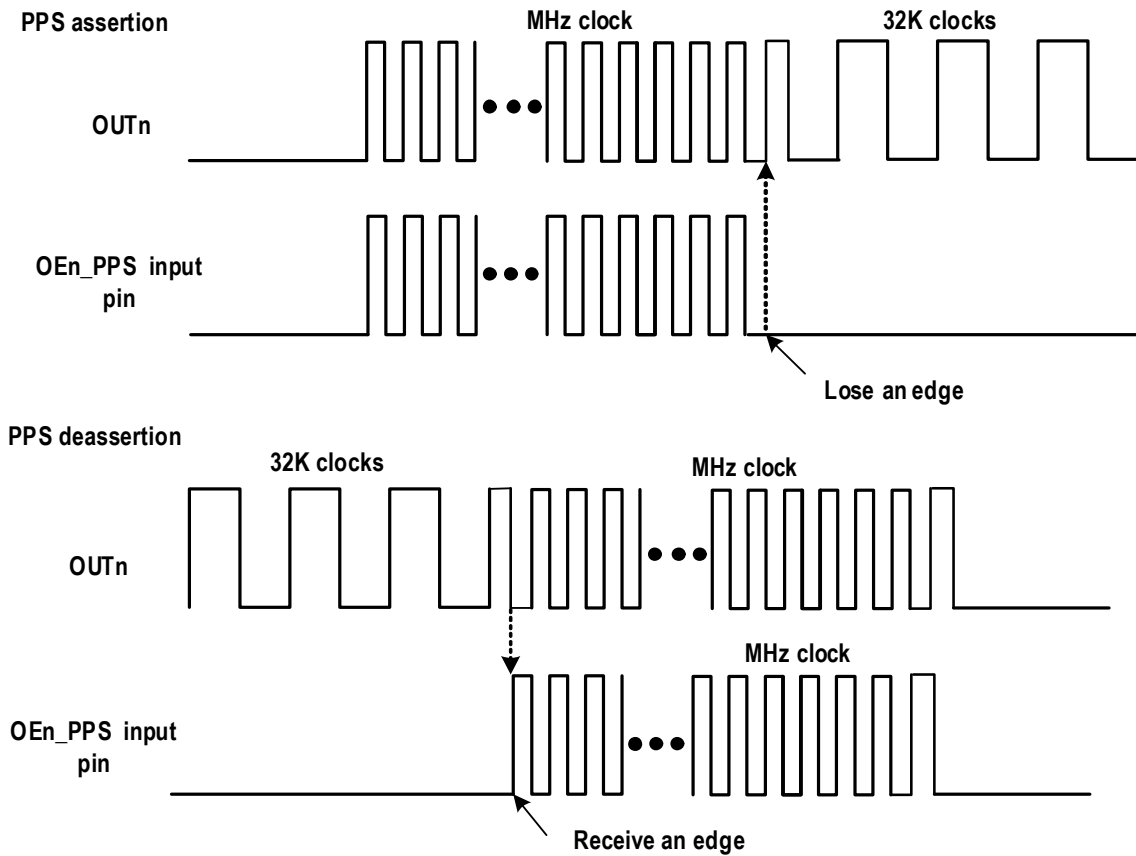 PPS assertion
MHz clock
32K clocks
OUTn
OEn_PPS input
pin
Lose an edge
PPS deassertion
32K clocks
MHz clock
OUTn
MHz clock
OEn_PPS input
pin
Receive an edge